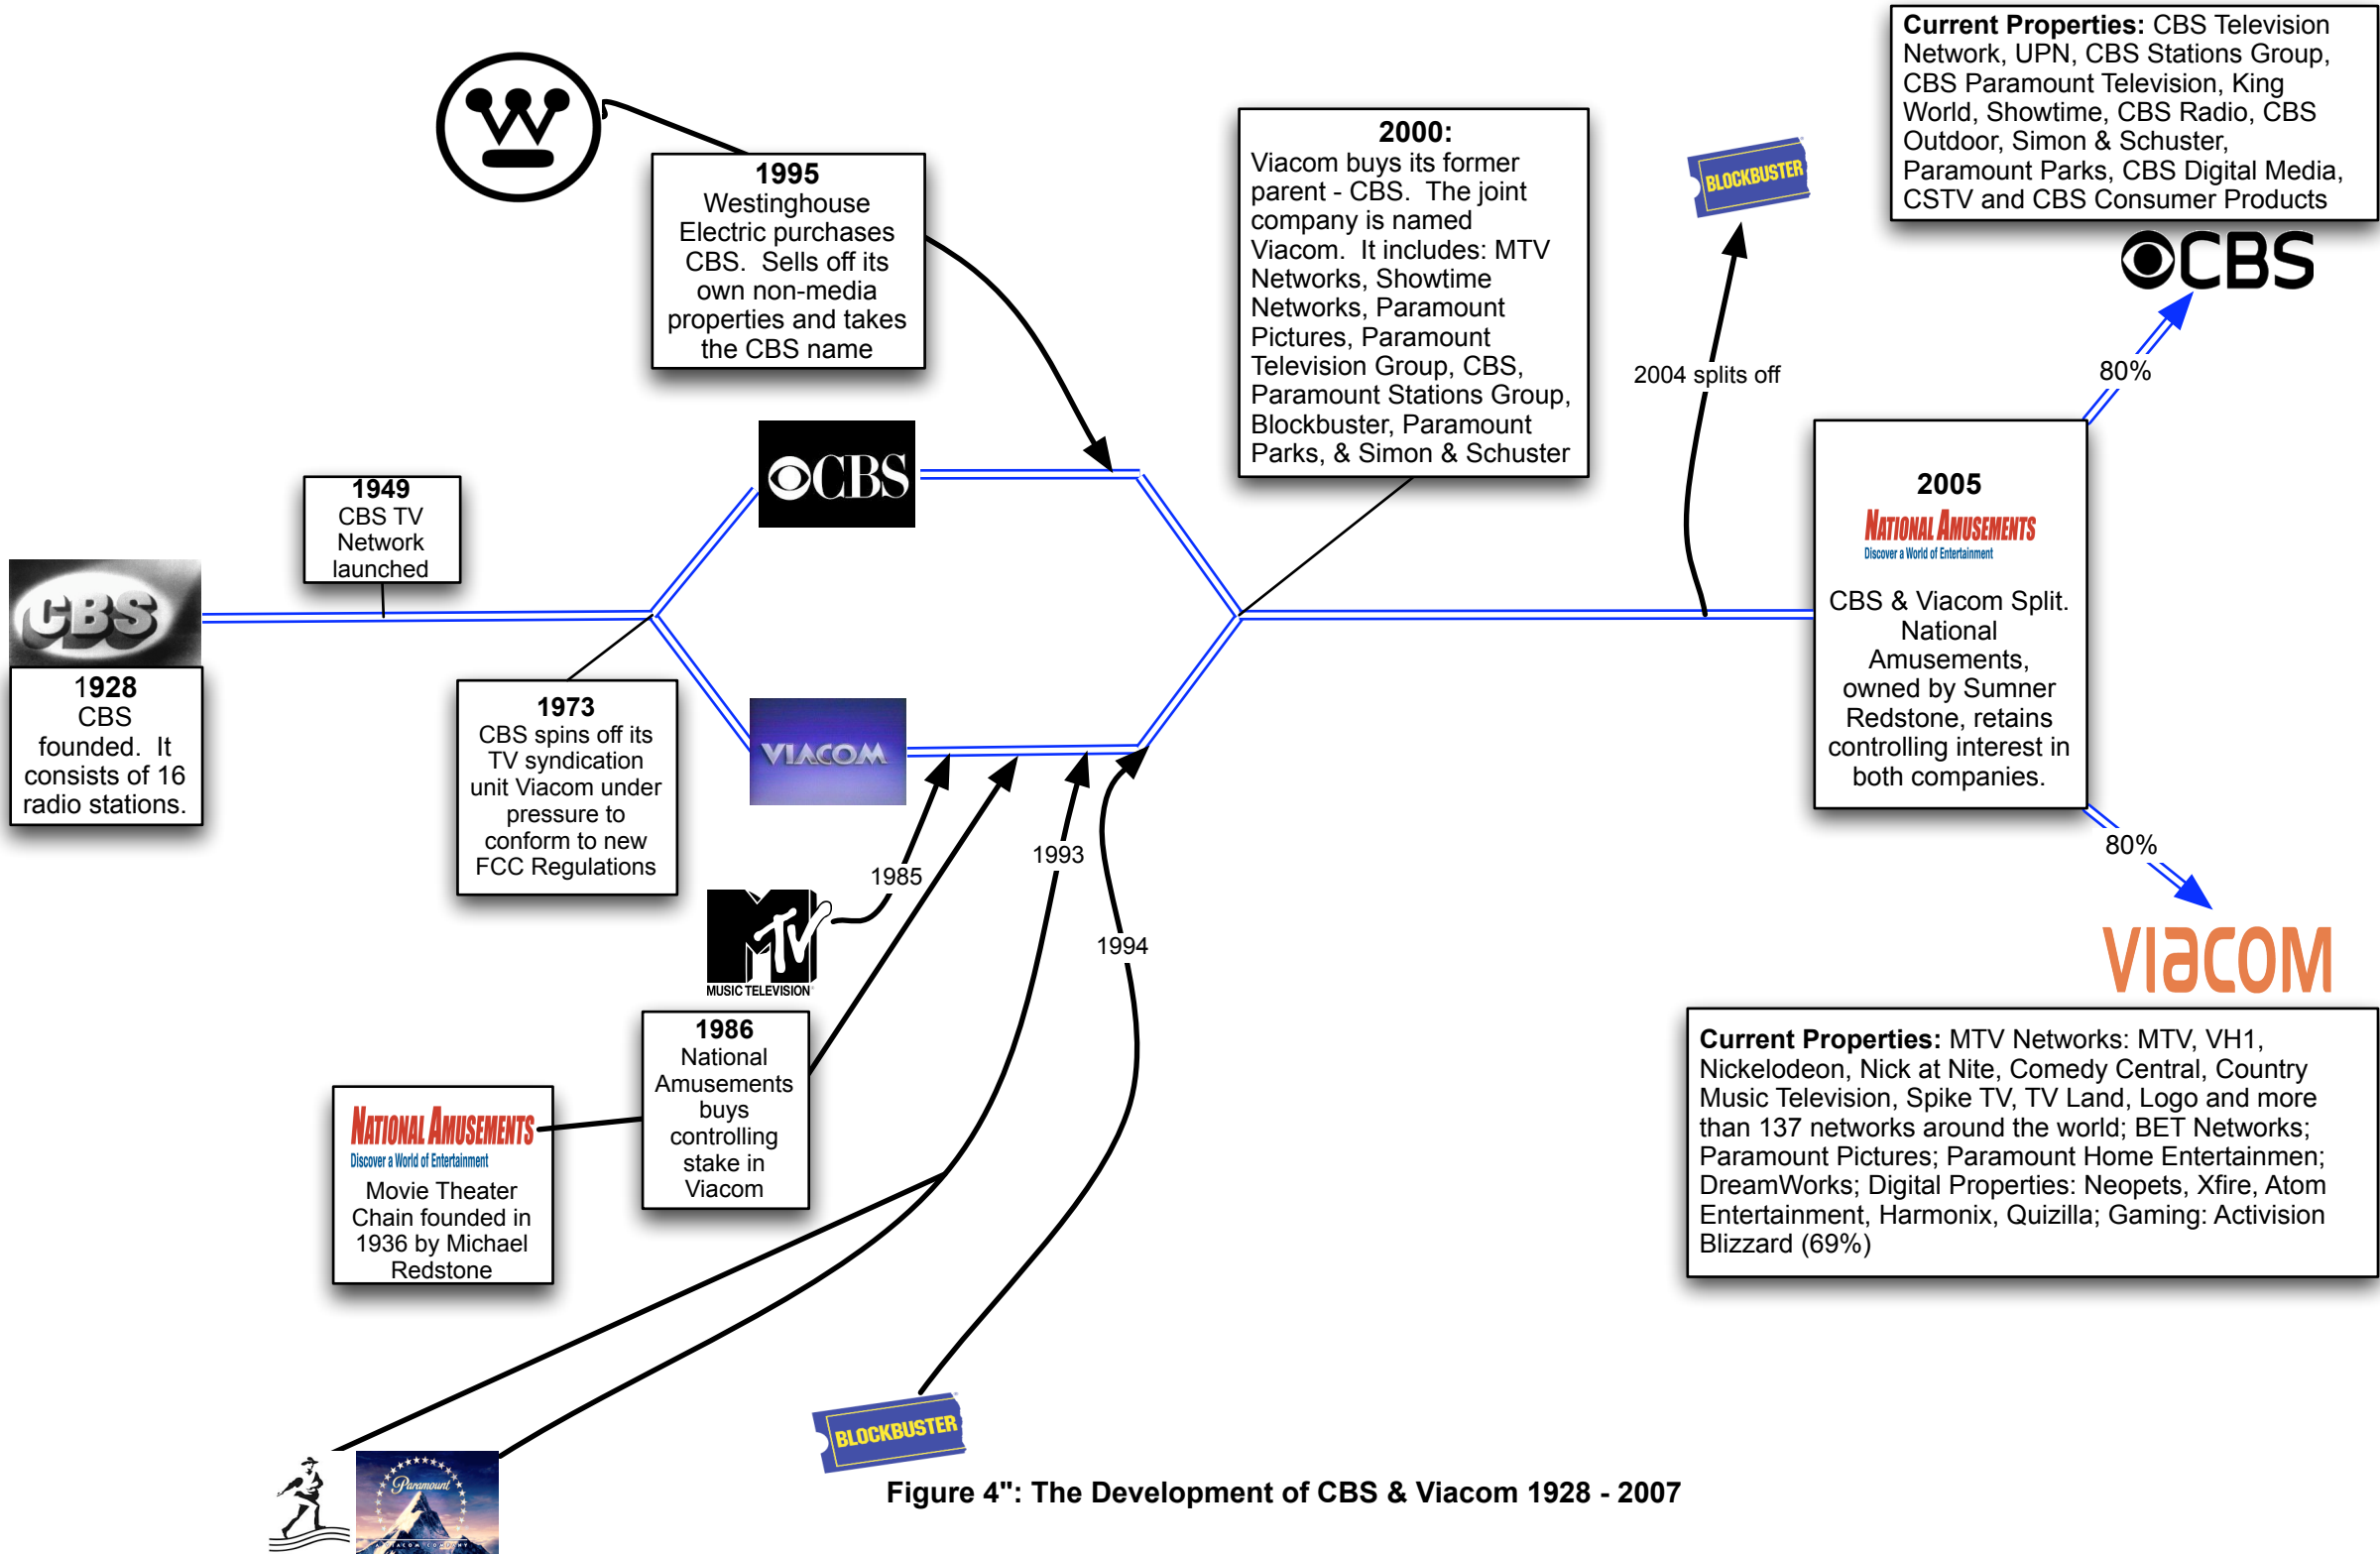 Current Properties: CBS Television
Network, UPN, CBS Stations Group,
CBS Paramount Television, King
World, Showtime, CBS Radio, CBS
Outdoor, Simon & Schuster,
Paramount Parks, CBS Digital Media,
CSTV and CBS Consumer Products
CBS
W
1995
Westinghouse
Electric purchases
CBS. Sells off its
own non-media
properties and takes
the CBS name
2000:
Viacom buys its former
parent - CBS. The joint
company is named
Viacom. It includes: MTV
Networks, Showtime
Networks, Paramount
Pictures, Paramount
Television Group, CBS,
Paramount Stations Group,
Blockbuster, Paramount
Parks, & Simon & Schuster
BLOCKBUSTER
2004 splits off
80%
CBS
1949
CBS TV
Network
launched
CBS
1928
CBS
founded. It
consists of 16
radio stations.
1973
CBS spins off its
TV syndication
unit Viacom under
pressure to
conform to new
FCC Regulations
VIACOM
2005
NATIONAL AMUSEMENTS
Discover a World of Entertainment
CBS & Viacom Split.
National
Amusements,
owned by Sumner
Redstone, retains
controlling interest in
both companies.
80%
VIACOM
1985
1993
1994
MTV
MUSIC TELEVISION
1986
National
Amusements
buys
controlling
stake in
Viacom
NATIONAL AMUSEMENTS
Discover a World of Entertainment
Movie Theater
Chain founded in
1936 by Michael
Redstone
Current Properties: MTV Networks: MTV, VH1,
Nickelodeon, Nick at Nite, Comedy Central, Country
Music Television, Spike TV, TV Land, Logo and more
than 137 networks around the world; BET Networks;
Paramount Pictures; Paramount Home Entertainmen;
DreamWorks; Digital Properties: Neopets, Xfire, Atom
Entertainment, Harmonix, Quizilla; Gaming: Activision
Blizzard (69%)
BLOCKBUSTER
Paramount
A VIACOM COMPANY
Figure 4": The Development of CBS & Viacom 1928 - 2007